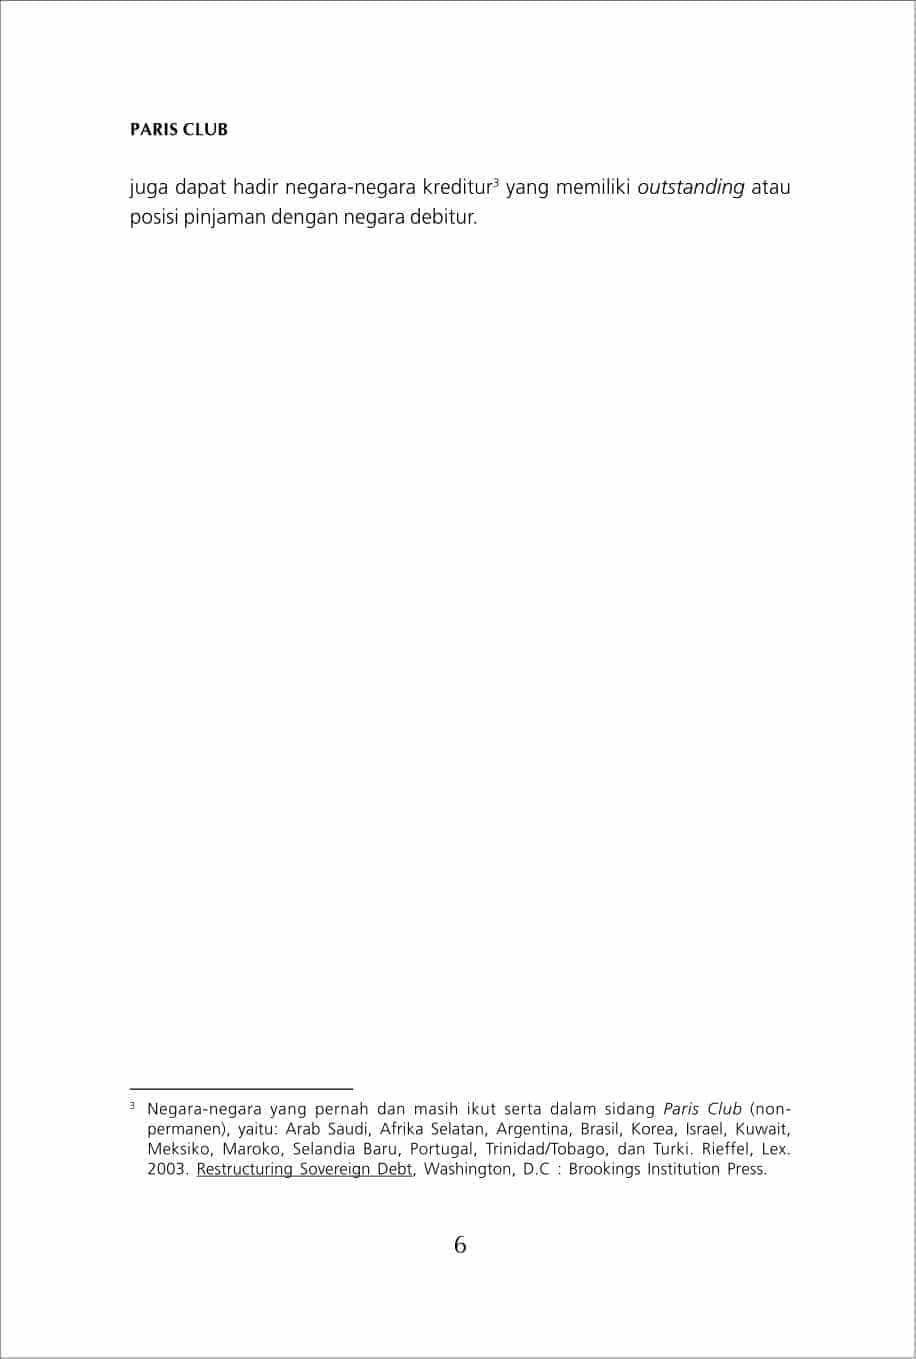 PARIS CLUB
juga dapat hadir negara-negara kreditur³ yang memiliki outstanding atau
posisi pinjaman dengan negara debitur.
³ Negara-negara yang pernah dan masih ikut serta dalam sidang Paris Club (non-
permanen), yaitu: Arab Saudi, Afrika Selatan, Argentina, Brasil, Korea, Israel, Kuwait,
Meksiko, Maroko, Selandia Baru, Portugal, Trinidad/Tobago, dan Turki. Rieffel, Lex.
2003. Restructuring Sovereign Debt, Washington, D.C : Brookings Institution Press.
6